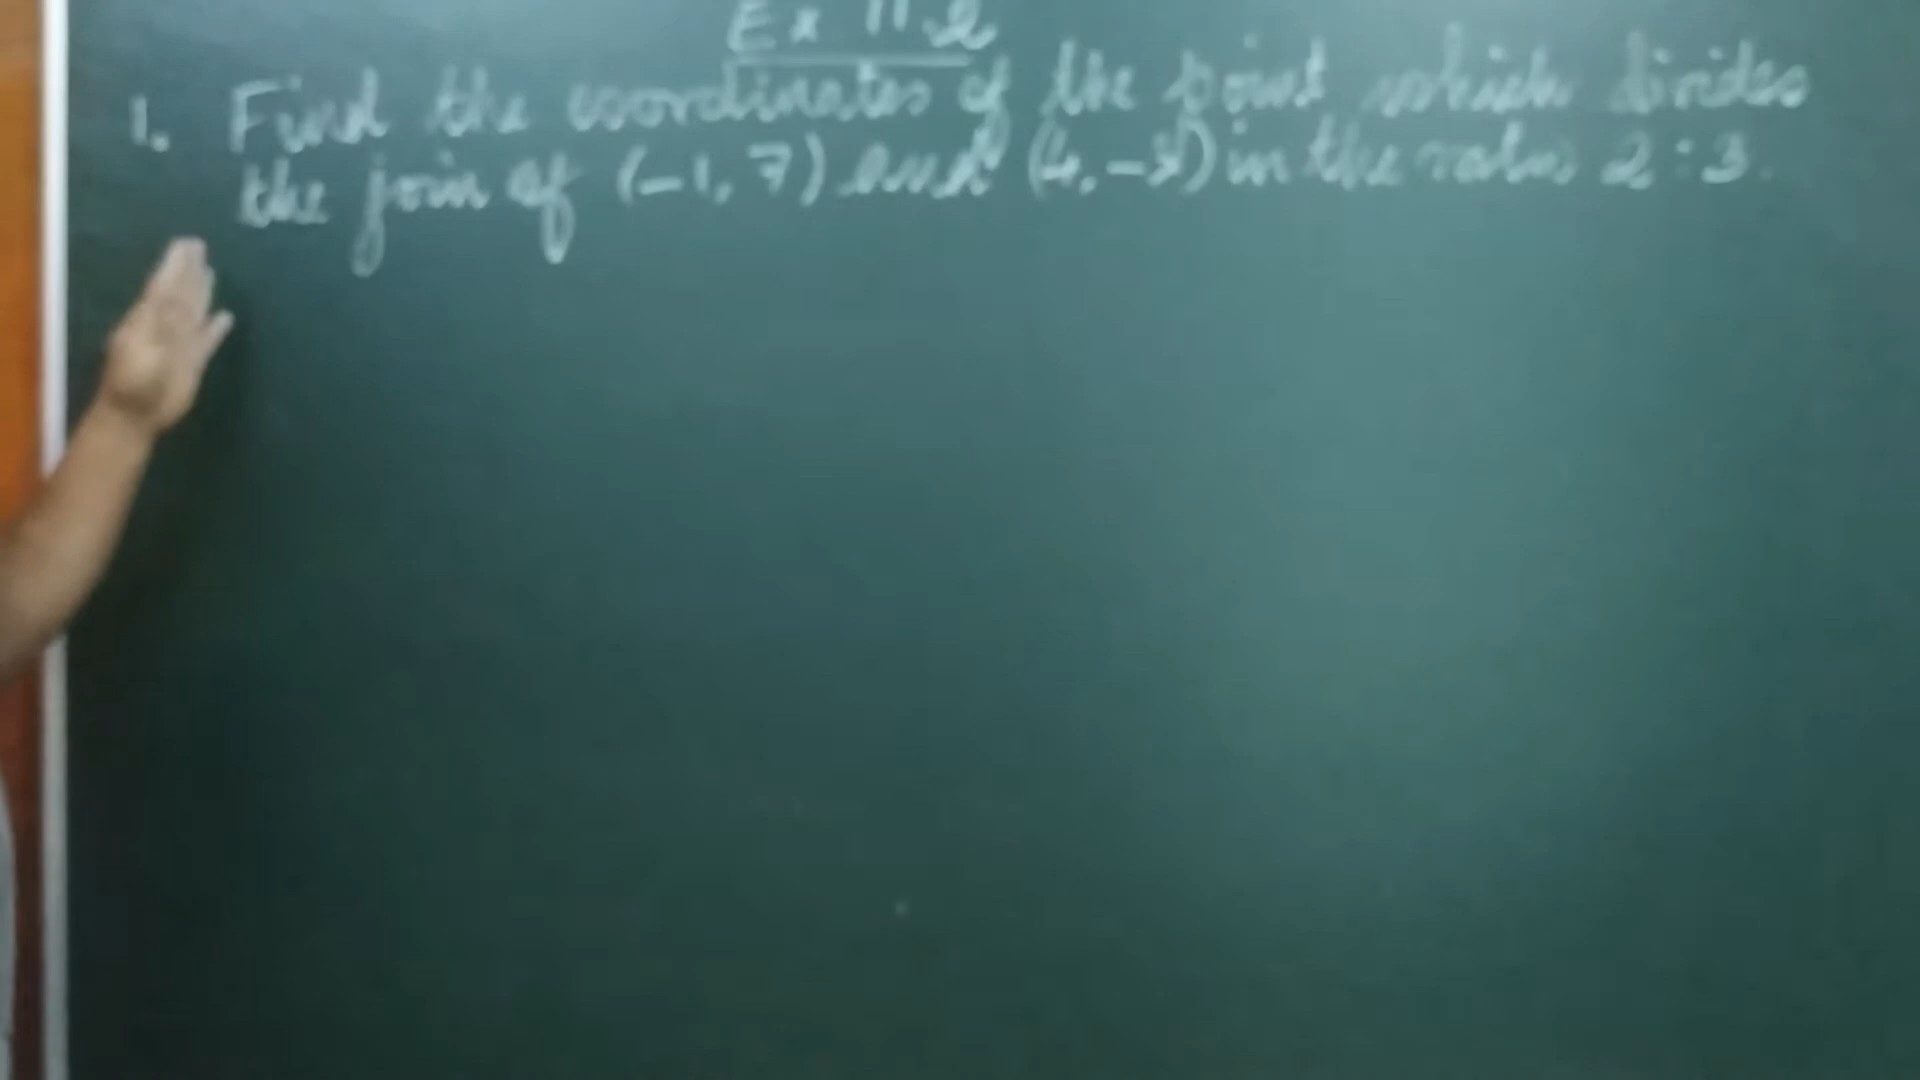 Ex 11.2
1. Find the coordinates of the point which divides
the join of (-1, 7) and (4, -3) in the ratio 2:3.